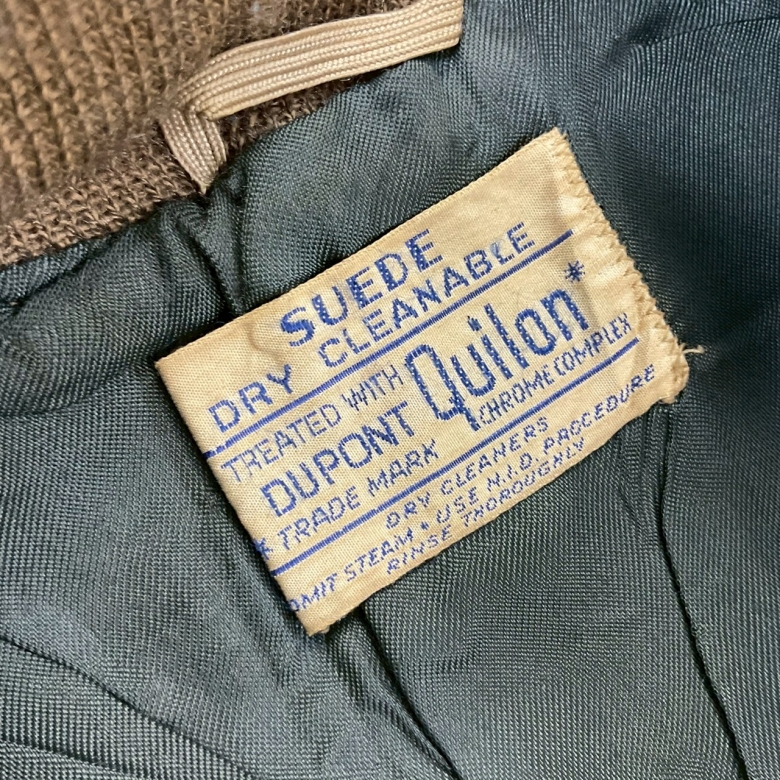 SUEDE
DRY CLEANABLE
TREATED WITH Quilon*
DUPONT CHROME COMPLEX
* TRADE MARK
DRY CLEANERS
OMIT STEAM • USE N.I.D. PROCEDURE
RINSE THOROUGHLY